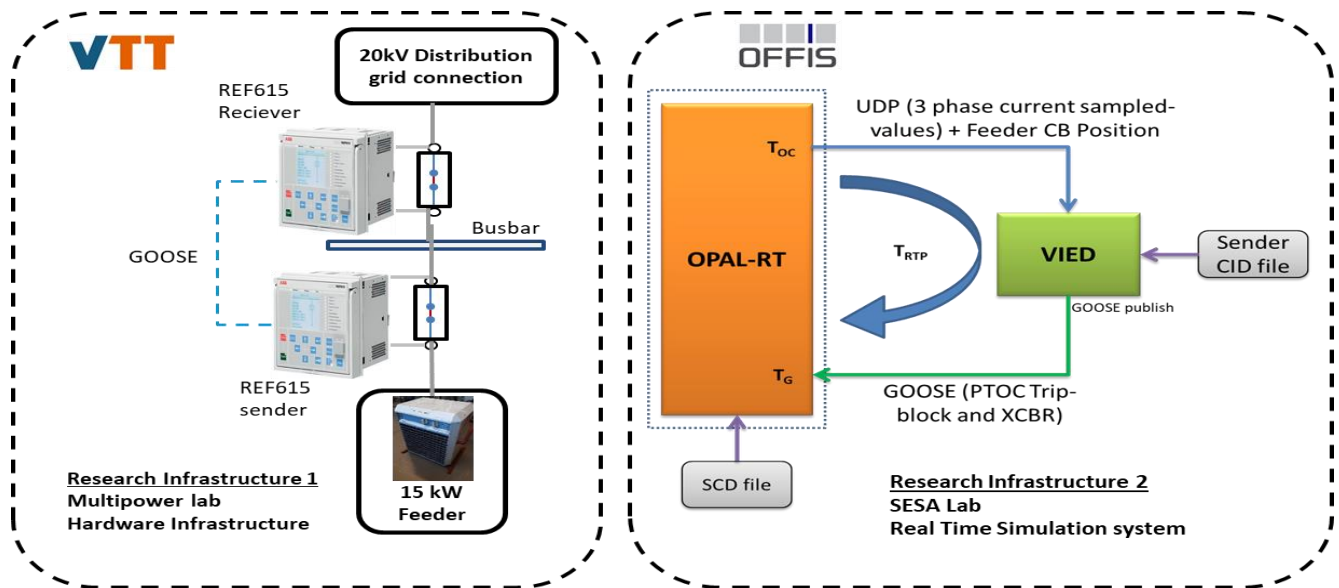 VTT
20kV Distribution
grid connection
REF615
Reciever
GOOSE
Busbar
REF615
sender
15 kW
Feeder
Research Infrastructure 1
Multipower lab
Hardware Infrastructure
OFFIS
UDP (3 phase current sampled-
values) + Feeder CB Position
TOC
OPAL-RT
TRTP
VIED
Sender
CID file
GOOSE publish
TG
GOOSE (PTOC Trip-
block and XCBR)
SCD file
Research Infrastructure 2
SESA Lab
Real Time Simulation system